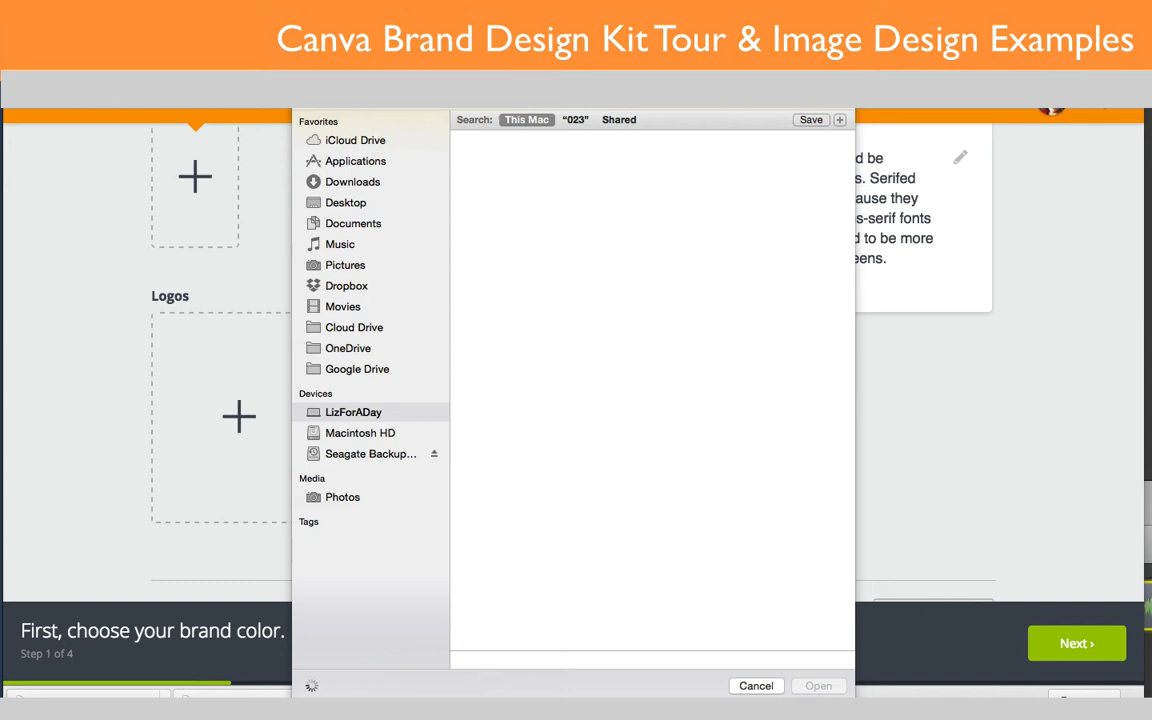 Canva Brand Design Kit Tour & Image Design Examples
Favorites
iCloud Drive
Applications
Downloads
Desktop
Documents
Music
Pictures
Dropbox
Movies
Cloud Drive
OneDrive
Google Drive
Devices
LizForADay
Macintosh HD
Seagate Backup...
Media
Photos
Tags
Search: This Mac "023" Shared Save +
Cancel Open
d be
s. Serifed
ause they
s-serif fonts
d to be more
eens.
Logos
First, choose your brand color.
Step 1 of 4
Next ›